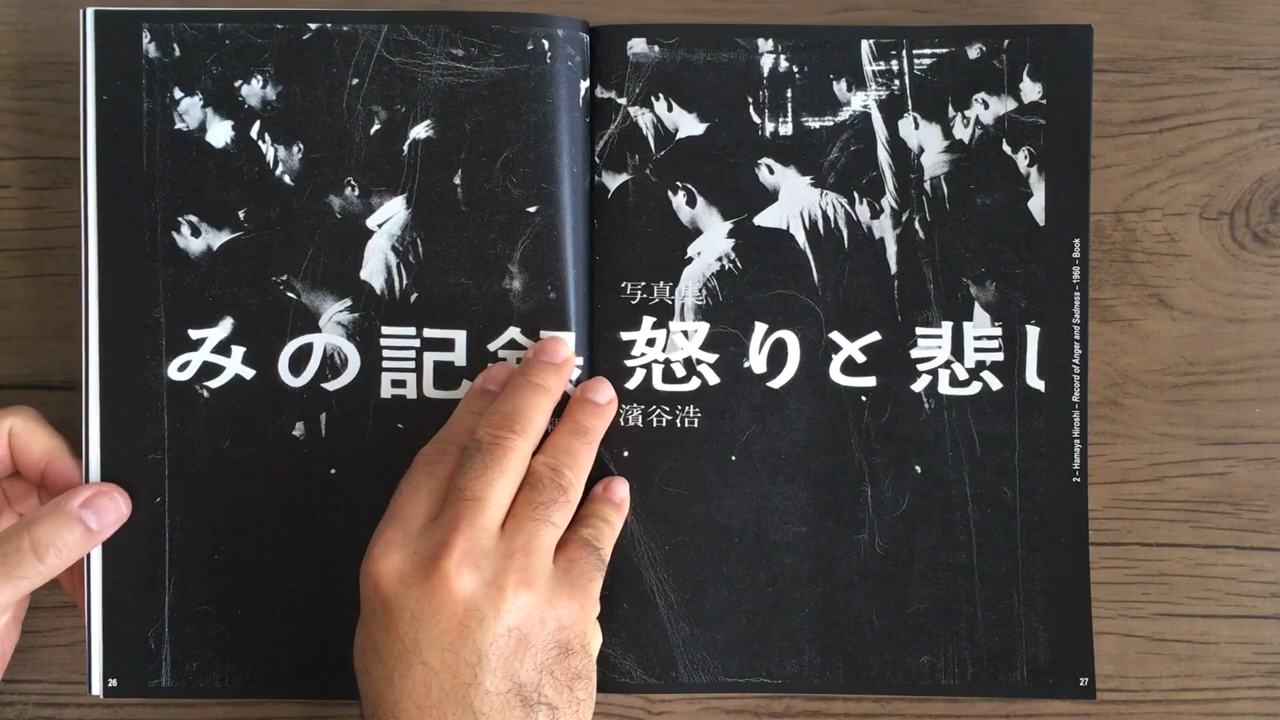 みの記録
写真集
怒りと悲し
濱谷浩
2 – Hamaya Hiroshi – Record of Anger and Sadness – 1960 – Book
26
27